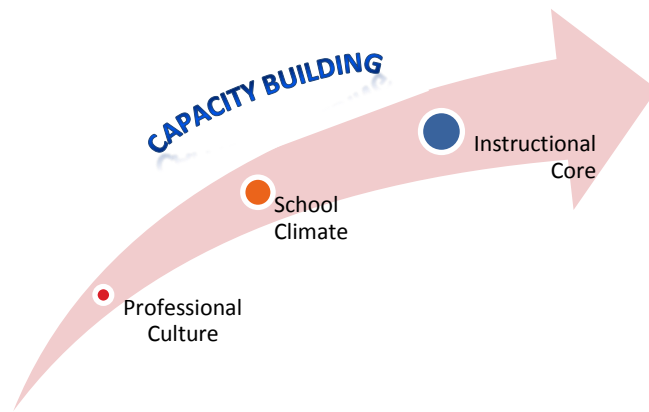 CAPACITY BUILDING
Instructional
Core
School
Climate
Professional
Culture